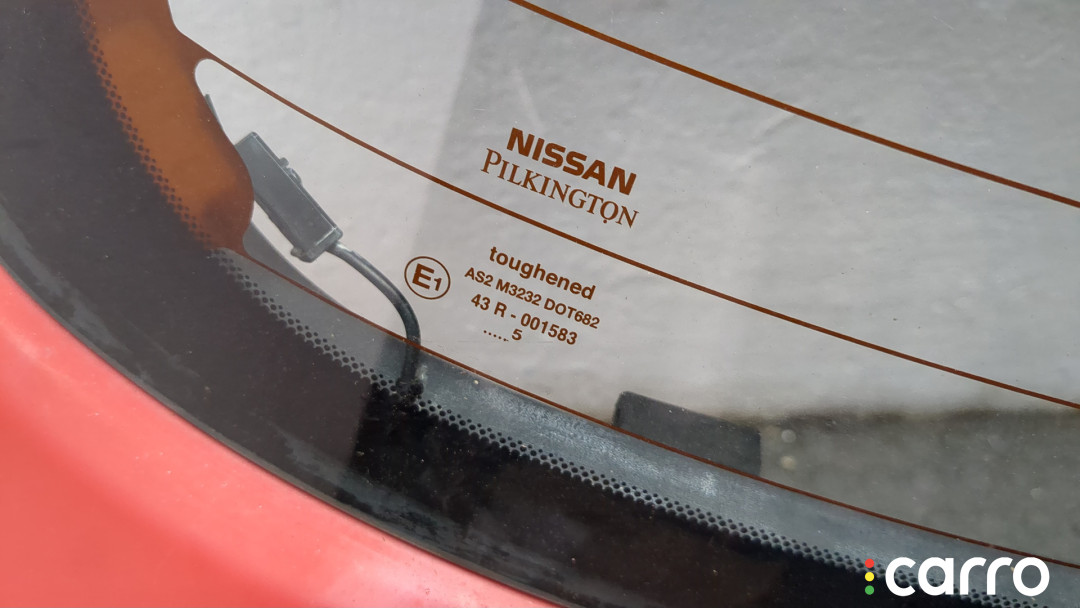 NISSAN
PILKINGTON
toughened
E1
AS2 M3232 DOT682
43 R - 001583
.....5
carro